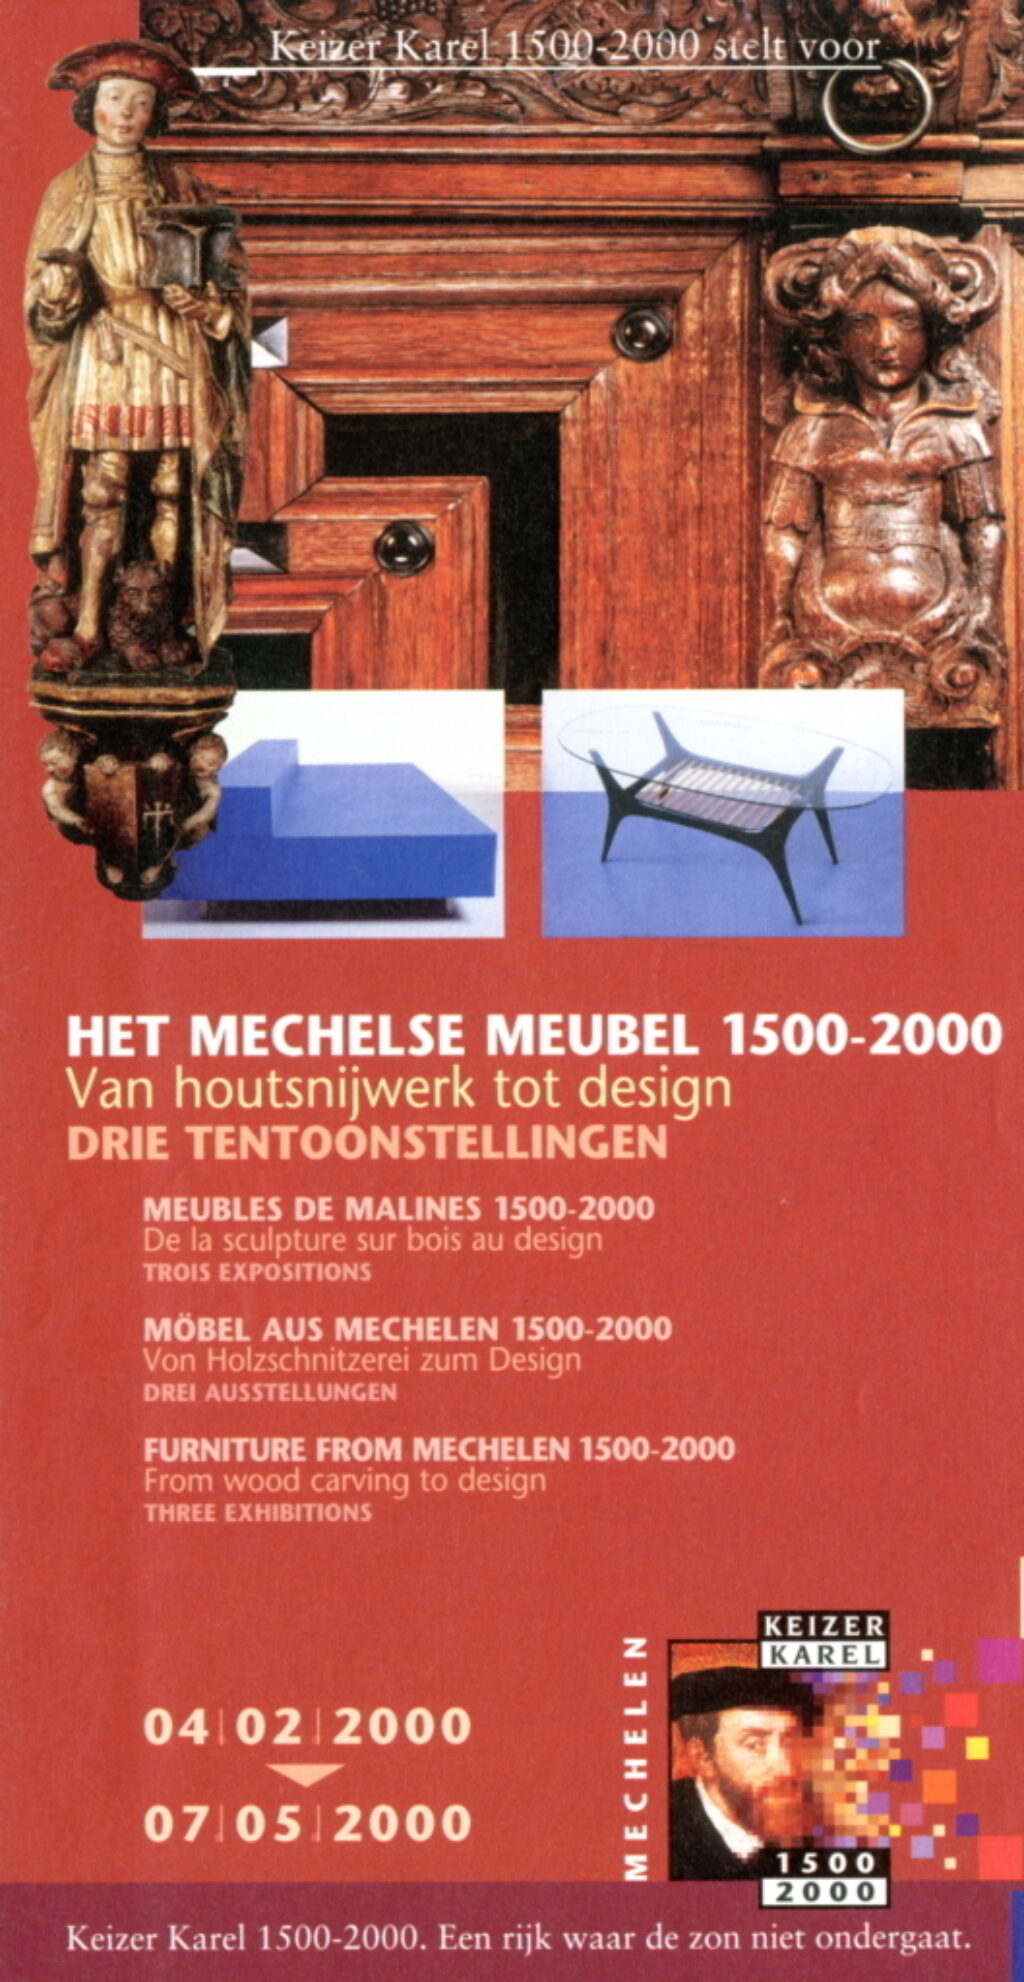 Keizer Karel 1500-2000 stelt voor
HET MECHELSE MEUBEL 1500-2000
Van houtsnijwerk tot design
DRIE TENTOONSTELLINGEN
MEUBLES DE MALINES 1500-2000
De la sculpture sur bois au design
TROIS EXPOSITIONS
MÖBEL AUS MECHELEN 1500-2000
Von Holzschnitzerei zum Design
DREI AUSSTELLUNGEN
FURNITURE FROM MECHELEN 1500-2000
From wood carving to design
THREE EXHIBITIONS
04|02|2000
07|05|2000
MECHELEN
KEIZER
KAREL
1500
2000
Keizer Karel 1500-2000. Een rijk waar de zon niet ondergaat.